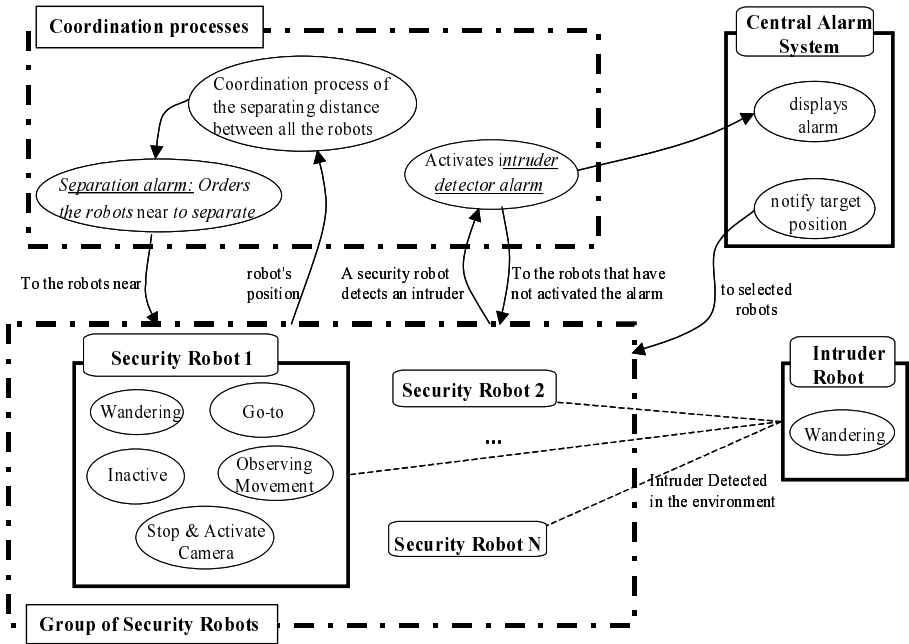 Coordination processes
Central Alarm
System
Coordination process of
the separating distance
between all the robots
displays
alarm
Activates intruder
detector alarm
Separation alarm: Orders
the robots near to separate
notify target
position
To the robots near
robot's
position
A security robot
detects an intruder
To the robots that have
not activated the alarm
to selected
robots
Security Robot 1
Wandering
Go-to
Inactive
Observing
Movement
Stop & Activate
Camera
Security Robot 2
...
Security Robot N
Intruder
Robot
Wandering
Intruder Detected
in the environment
Group of Security Robots